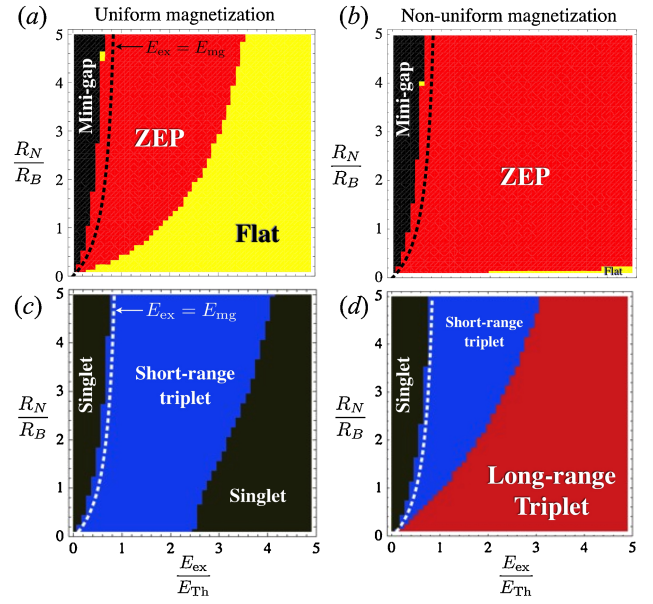 (a) Uniform magnetization
5
4
3
2
1
0
R_N
R_B
Mini-gap
E_ex = E_mg
ZEP
Flat
(b) Non-uniform magnetization
5
4
3
2
1
0
R_N
R_B
Mini-gap
ZEP
Flat
(c)
5
4
3
2
1
0
R_N
R_B
Singlet
E_ex = E_mg
Short-range
triplet
Singlet
0 1 2 3 4 5
E_ex
E_Th
(d)
5
4
3
2
1
0
R_N
R_B
Singlet
Short-range
triplet
Long-range
Triplet
0 1 2 3 4 5
E_ex
E_Th